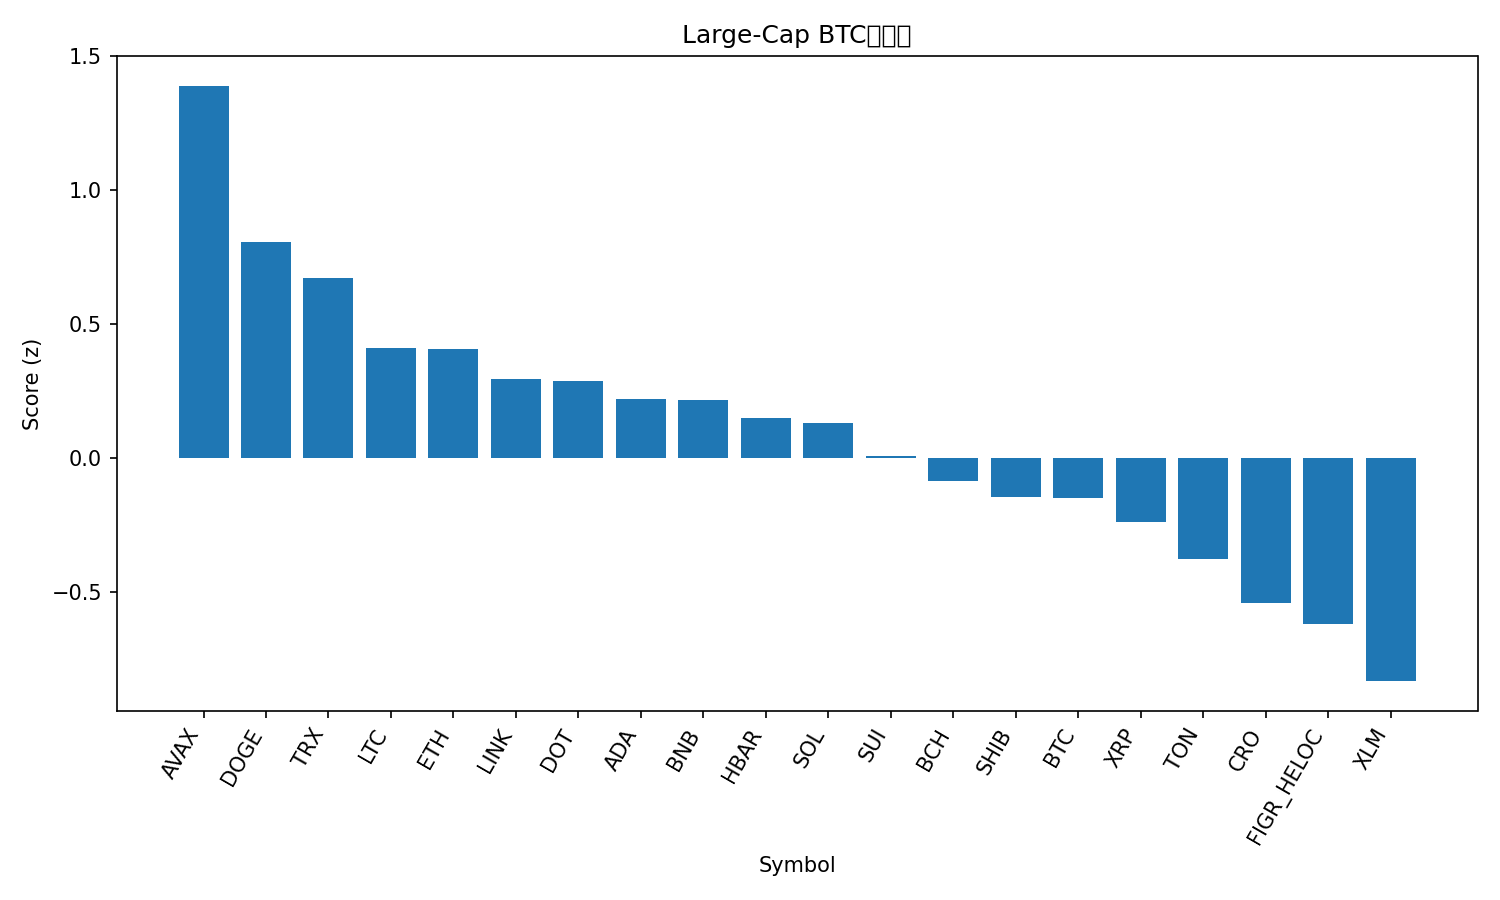 Large-Cap BTC
1.5
1.0
0.5
0.0
−0.5
Score (z)
AVAX
DOGE
TRX
LTC
ETH
LINK
DOT
ADA
BNB
HBAR
SOL
SUI
BCH
SHIB
BTC
XRP
TON
CRO
FIGR_HELOC
XLM
Symbol